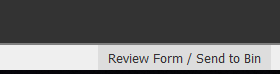 Review Form / Send to Bin